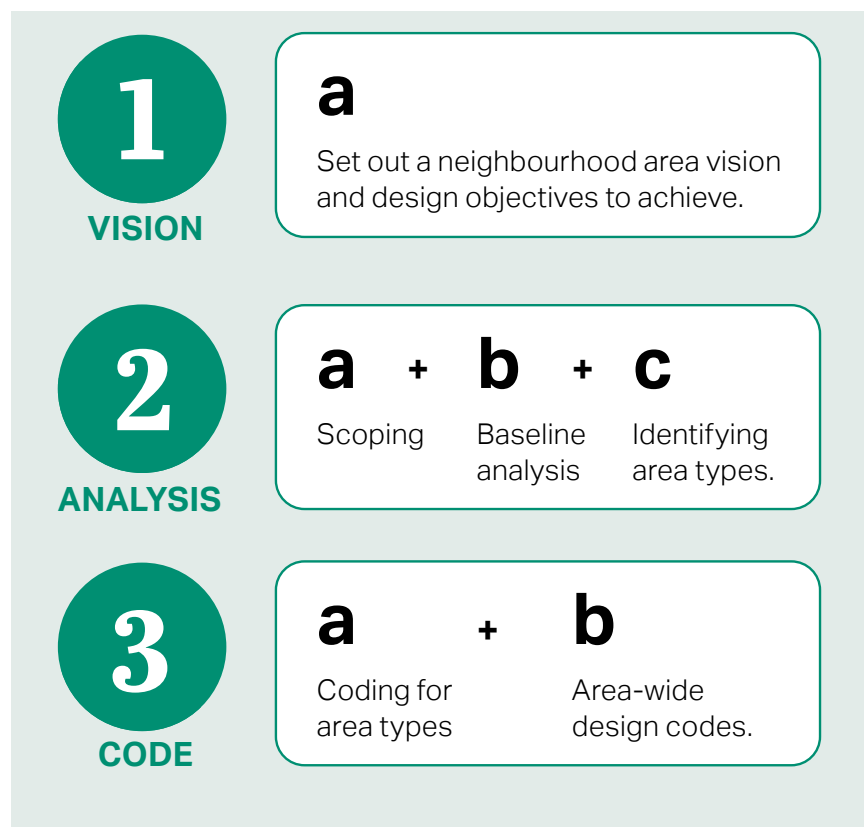 1
VISION
a
Set out a neighbourhood area vision
and design objectives to achieve.
2
ANALYSIS
a + b + c
Scoping Baseline analysis Identifying area types.
3
CODE
a + b
Coding for area types Area-wide design codes.